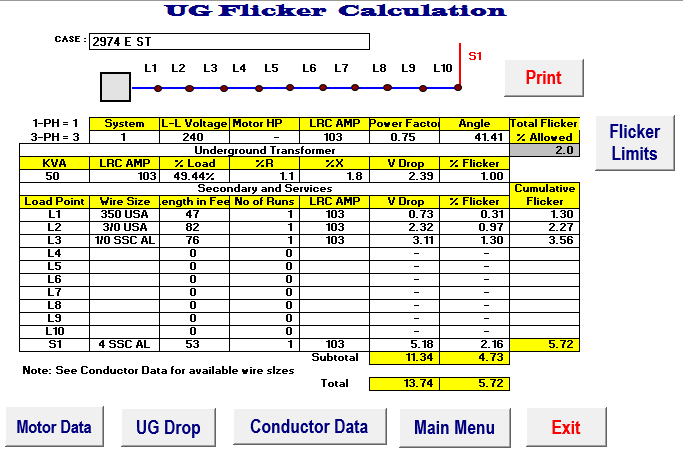 UG Flicker Calculation
CASE : 2974 E ST
S1
L1 L2 L3 L4 L5 L6 L7 L8 L9 L10
Print
1-PH = 1 System L-L Voltage Motor HP LRC AMP Power Facto Angle Total Flicker
3-PH = 3 1 240 - 103 0.75 41.41 % Allowed
Underground Transformer 2.0
Flicker
Limits
KVA LRC AMP % Load %R %X V Drop % Flicker
50 103 49.44% 1.1 1.8 2.39 1.00
Secondary and Services Cumulative
Load Point Wire Size ength in Fee No of Runs LRC AMP V Drop % Flicker Flicker
L1 350 USA 47 1 103 0.73 0.31 1.30
L2 3/0 USA 82 1 103 2.32 0.97 2.27
L3 1/0 SSC AL 76 1 103 3.11 1.30 3.56
L4 0 0 - -
L5 0 0 - -
L6 0 0 - -
L7 0 0 - -
L8 0 0 - -
L9 0 0 - -
L10 0 0 - -
S1 4 SSC AL 53 1 103 5.18 2.16 5.72
Subtotal 11.34 4.73
Note: See Conductor Data for available wire sizes
Total 13.74 5.72
Motor Data UG Drop Conductor Data Main Menu Exit